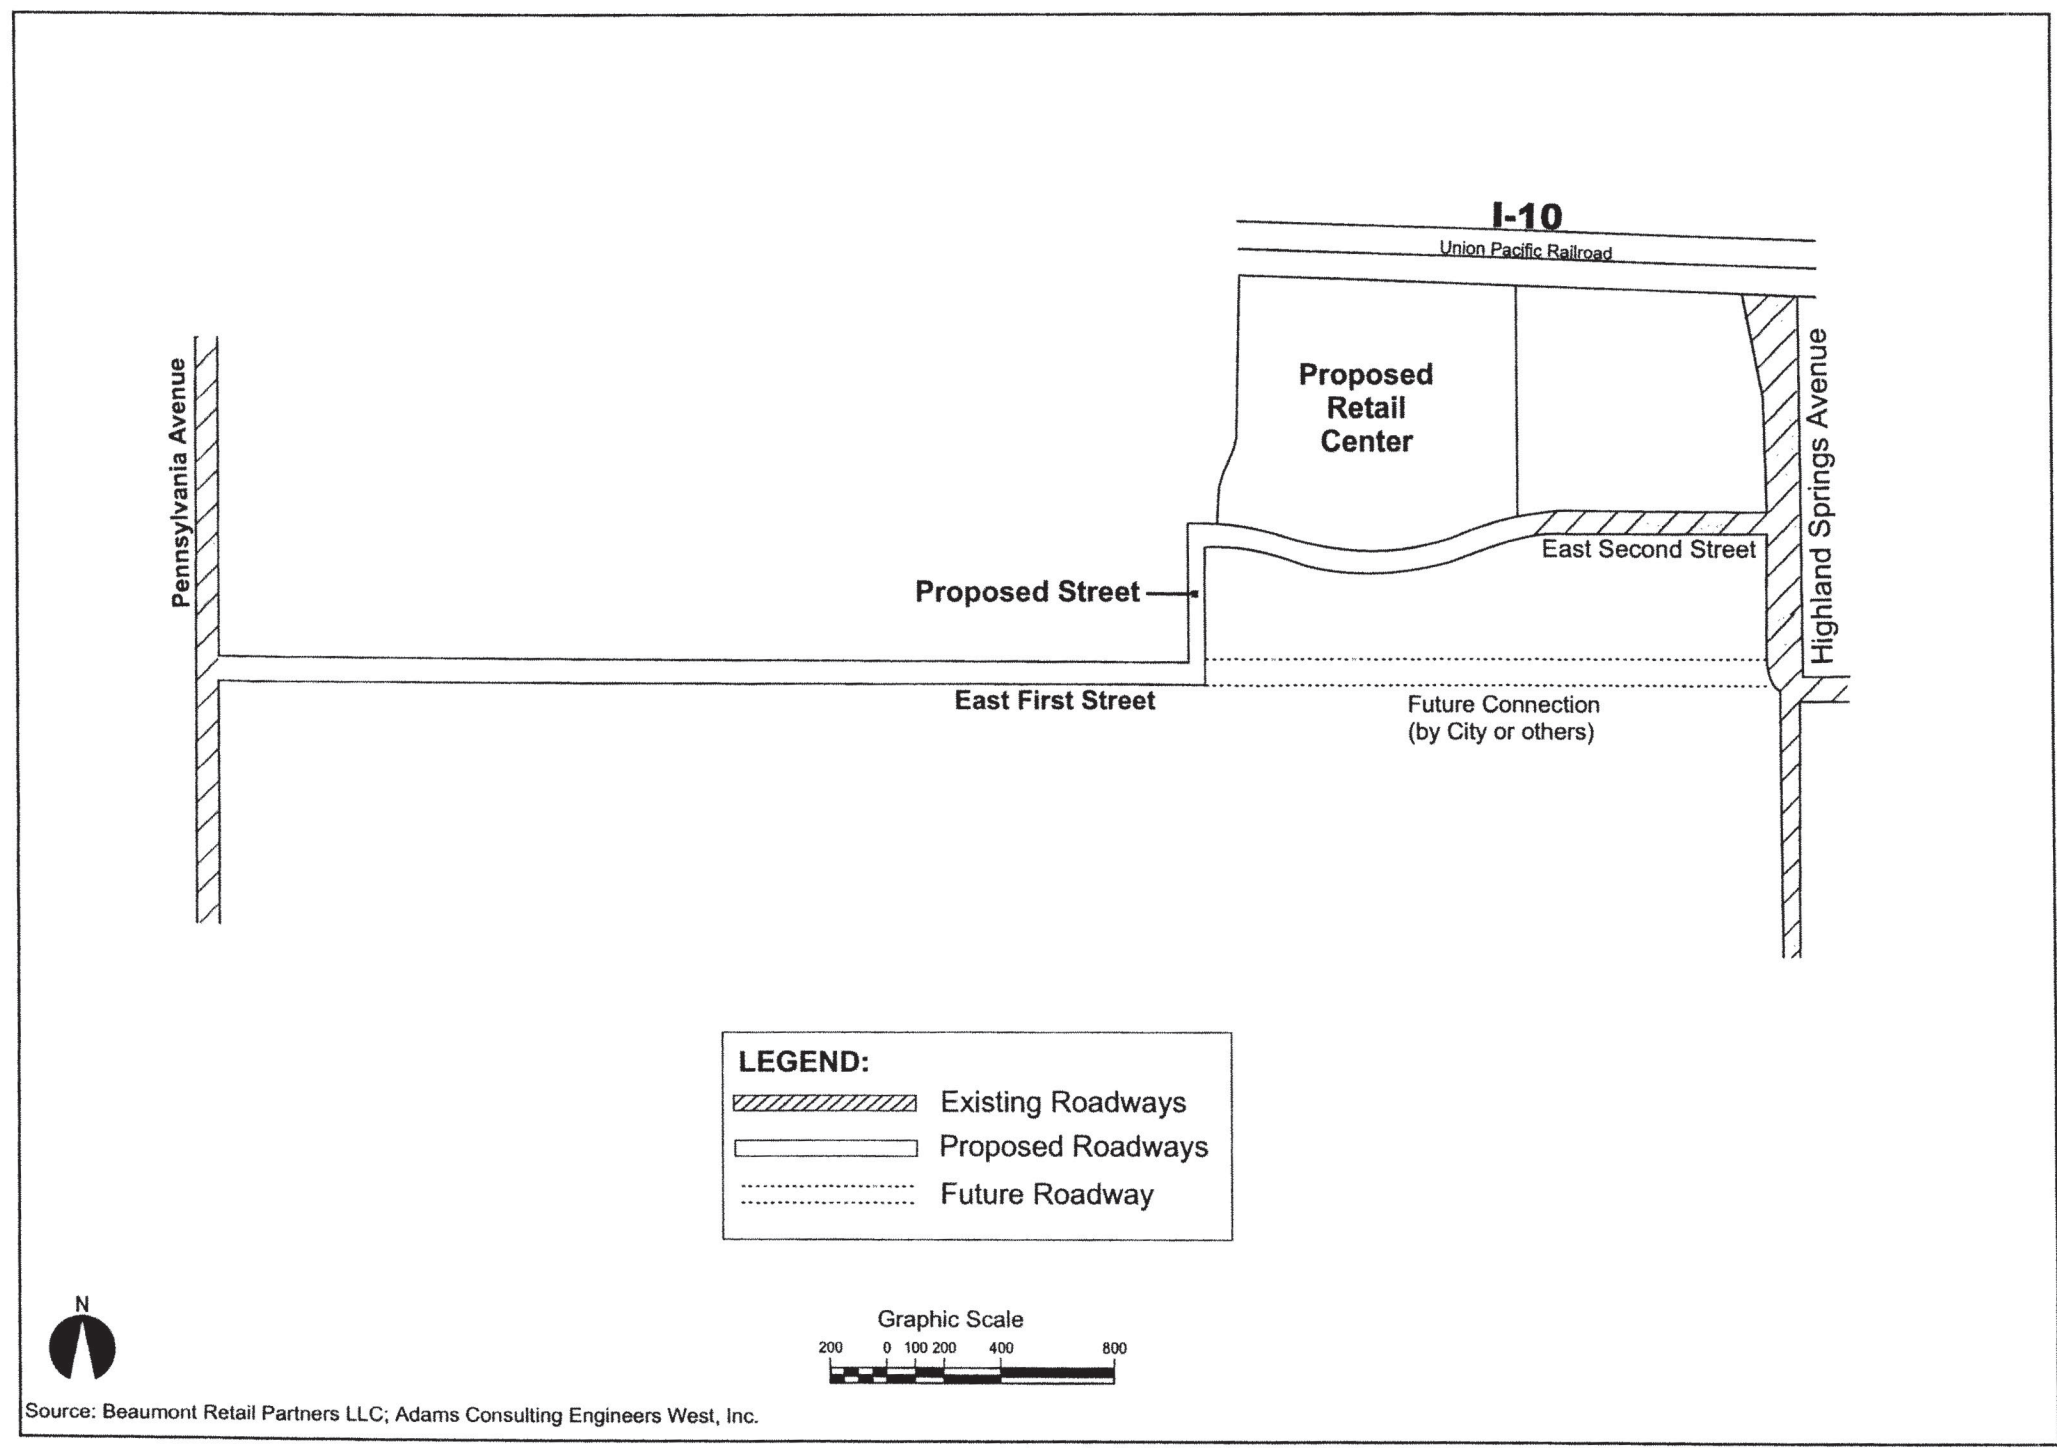 I-10
Union Pacific Railroad
Proposed
Retail
Center
Pennsylvania Avenue
Highland Springs Avenue
East Second Street
Proposed Street
East First Street
Future Connection
(by City or others)
LEGEND:
Existing Roadways
Proposed Roadways
Future Roadway
N
Graphic Scale
200 0 100 200 400 800
Source: Beaumont Retail Partners LLC; Adams Consulting Engineers West, Inc.